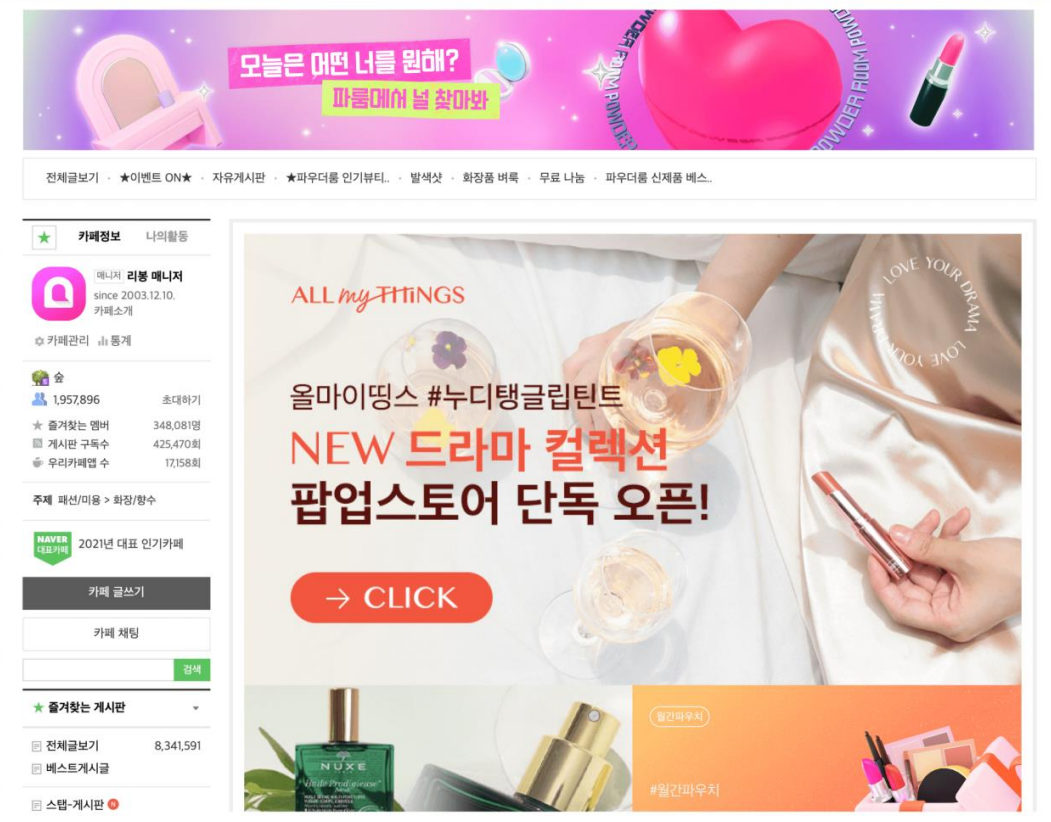 오늘은 어떤 너를 원해?
파룸에서 널 찾아봐
POWDER ROOM POWDER ROOM POWDER
전체글보기 · ★이벤트 ON★ · 자유게시판 · ★파우더룸 인기뷰티.. · 발색샷 · 화장품 벼룩 · 무료 나눔 · 파우더룸 신제품 베스..
★ 카페정보 나의활동
매니저 리봉 매니저
since 2003.12.10.
카페소개
카페관리 통계
숲
1,957,896 초대하기
즐겨찾는 멤버 348,081명
게시판 구독수 425,470회
우리카페앱 수 17,158회
주제 패션/미용 > 화장/향수
NAVER
대표카페
2021년 대표 인기카페
카페 글쓰기
카페 채팅
검색
★ 즐겨찾는 게시판
전체글보기 8,341,591
베스트게시글
스탭-게시판 N
ALL my THiNGS
LOVE YOUR DRAMA LOVE YOUR DRAMA
올마이띵스 #누디탱글립틴트
NEW 드라마 컬렉션
팝업스토어 단독 오픈!
→ CLICK
NUXE
Huile Prodigieuse
월간파우치
#월간파우치